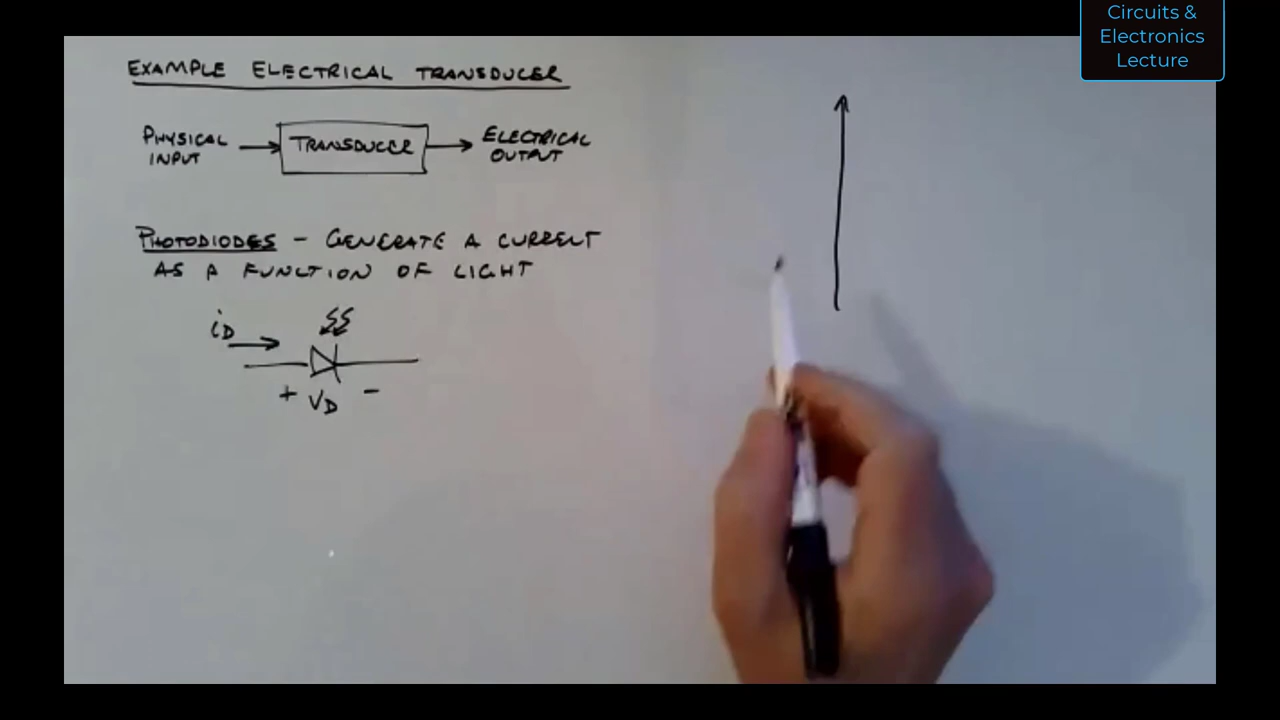 Circuits &
Electronics
Lecture
EXAMPLE ELECTRICAL TRANSDUCER
PHYSICAL INPUT
TRANSDUCER
ELECTRICAL OUTPUT
PHOTODIODES - GENERATE A CURRENT
AS A FUNCTION OF LIGHT
iD
+ VD -